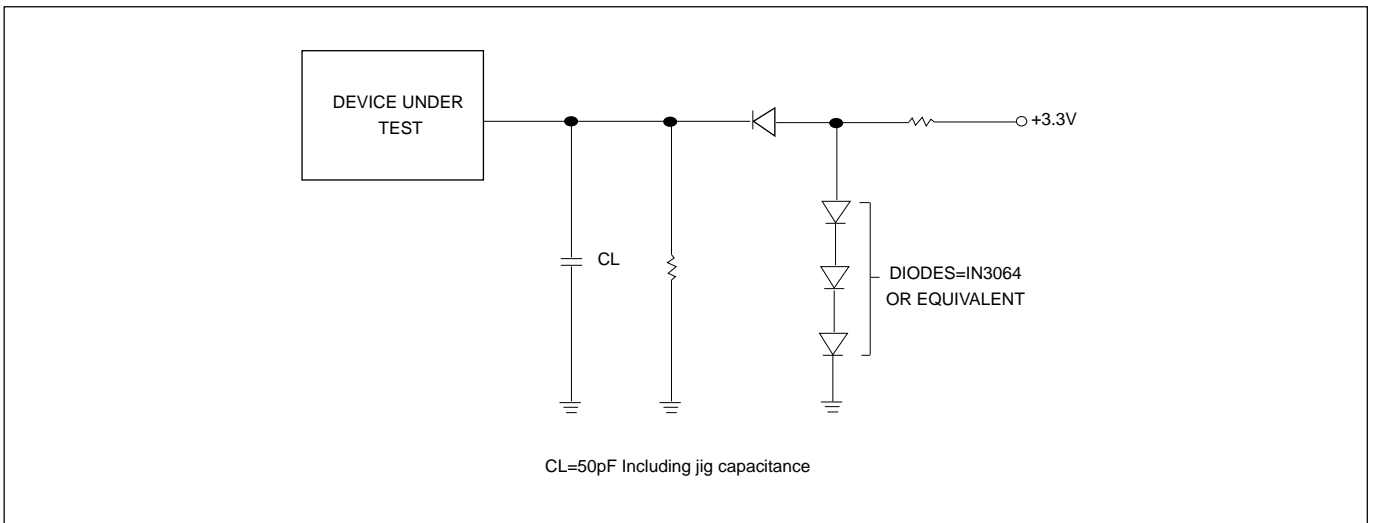 DEVICE UNDER
TEST
+3.3V
CL
DIODES=IN3064
OR EQUIVALENT
CL=50pF Including jig capacitance